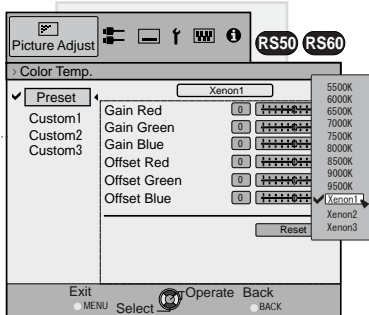 Picture Adjust
RS50 RS60
> Color Temp.
Preset
Custom1
Custom2
Custom3
Xenon1
Gain Red 0
Gain Green 0
Gain Blue 0
Offset Red 0
Offset Green 0
Offset Blue 0
Reset
5500K
6000K
6500K
7000K
7500K
8000K
8500K
9000K
9500K
Xenon1
Xenon2
Xenon3
Exit
MENU
Select
Operate
Back
BACK